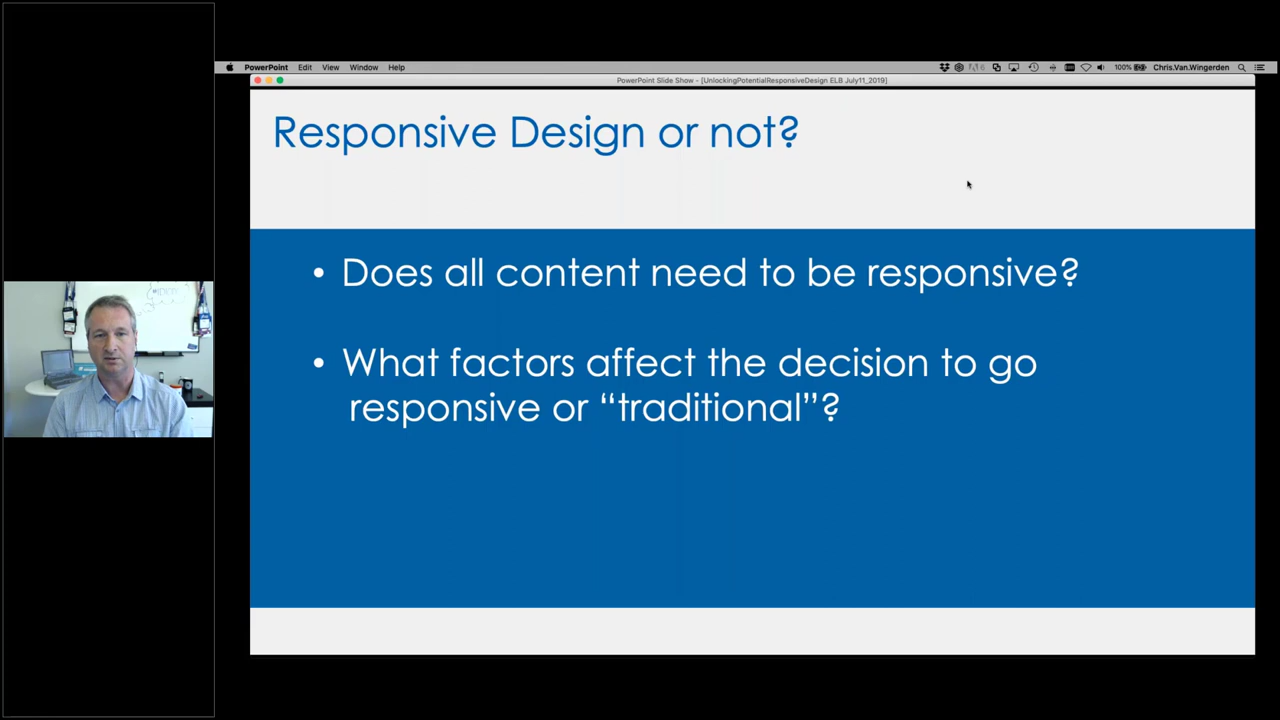 PowerPoint Edit View Window Help
100% Chris.Van.Wingerden
PowerPoint Slide Show - [UnlockingPotentialResponsiveDesign ELB July11_2019]
Responsive Design or not?
• Does all content need to be responsive?
• What factors affect the decision to go
responsive or “traditional”?